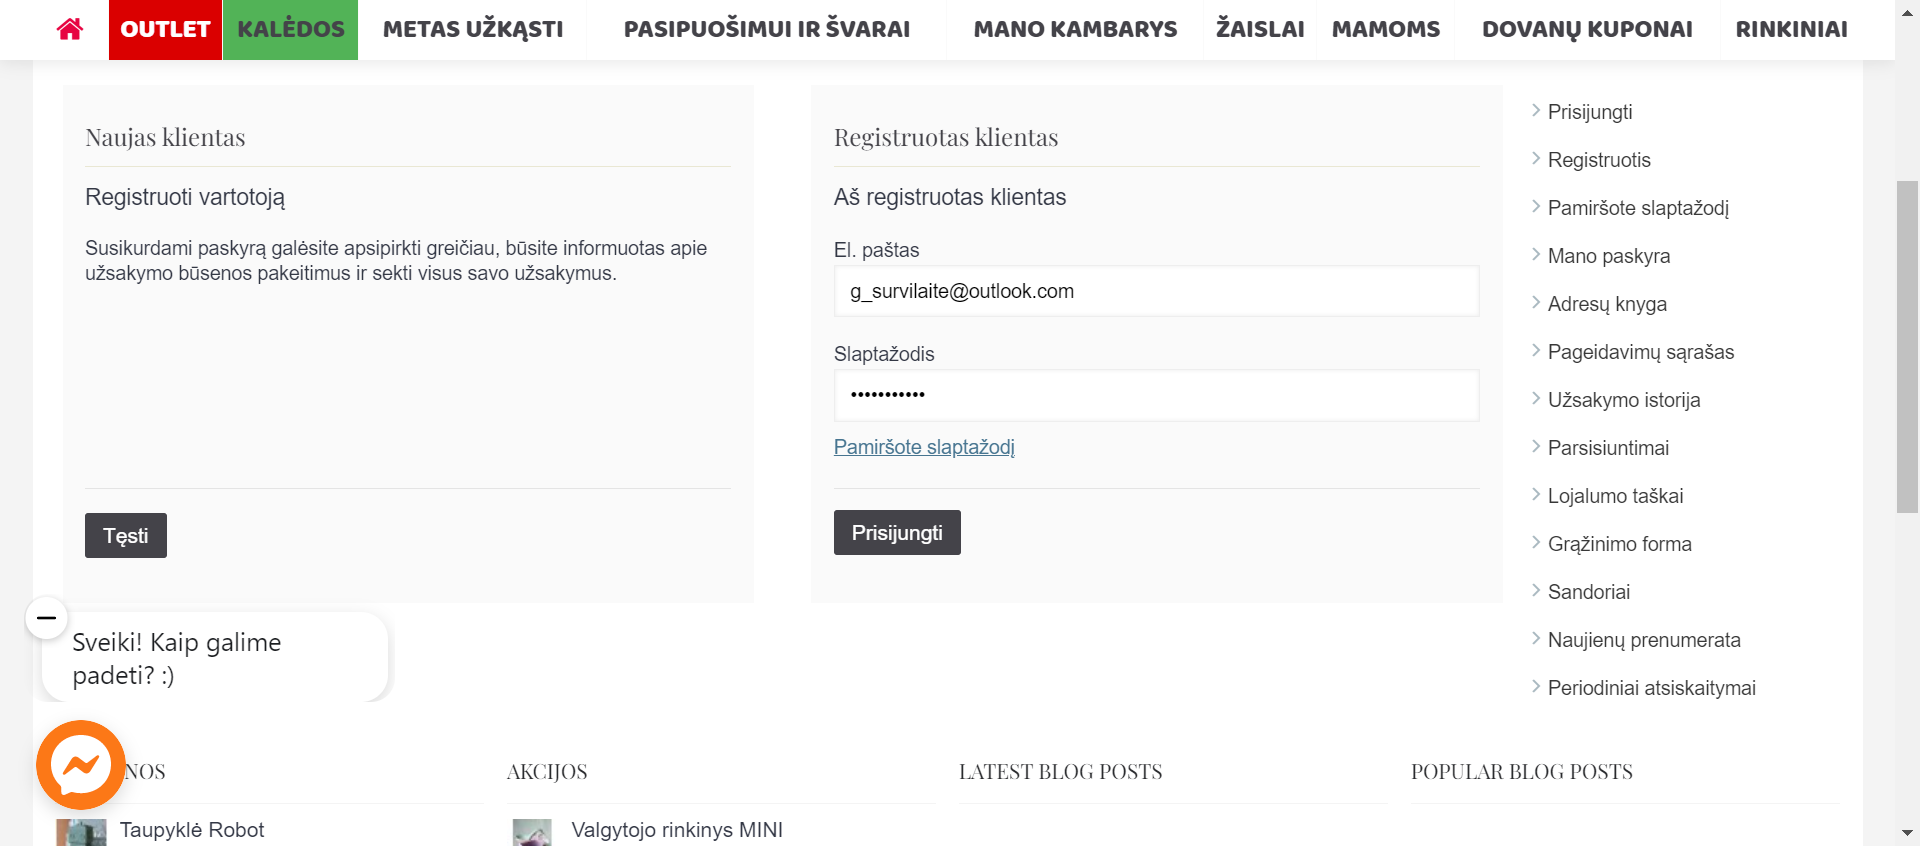 OUTLET
KALĖDOS
METAS UŽKĄSTI
PASIPUOŠIMUI IR ŠVARAI
MANO KAMBARYS
ŽAISLAI
MAMOMS
DOVANŲ KUPONAI
RINKINIAI
Naujas klientas
Registruoti vartotoją
Susikurdami paskyrą galėsite apsipirkti greičiau, būsite informuotas apie
užsakymo būsenos pakeitimus ir sekti visus savo užsakymus.
Tęsti
Registruotas klientas
Aš registruotas klientas
El. paštas
g_survilaite@outlook.com
Slaptažodis
•••••••••••
Pamiršote slaptažodį
Prisijungti
Prisijungti
Registruotis
Pamiršote slaptažodį
Mano paskyra
Adresų knyga
Pageidavimų sąrašas
Užsakymo istorija
Parsisiuntimai
Lojalumo taškai
Grąžinimo forma
Sandoriai
Naujienų prenumerata
Periodiniai atsiskaitymai
Sveiki! Kaip galime
padeti? :)
NOS
Taupyklė Robot
AKCIJOS
Valgytojo rinkinys MINI
LATEST BLOG POSTS
POPULAR BLOG POSTS